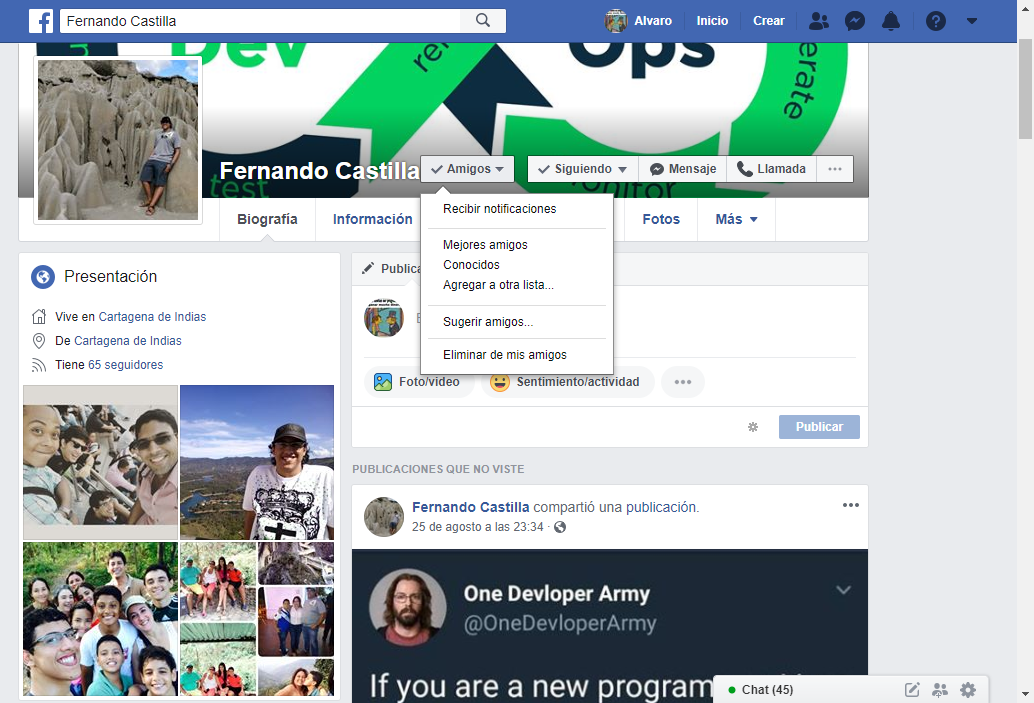 Fernando Castilla
Alvaro
Inicio
Crear
Dev
Ops
test
monitor
erate
Fernando Castilla
Amigos
Siguiendo
Mensaje
Llamada
Biografía
Información
Fotos
Más
Recibir notificaciones
Mejores amigos
Conocidos
Agregar a otra lista...
Sugerir amigos...
Eliminar de mis amigos
Presentación
Vive en Cartagena de Indias
De Cartagena de Indias
Tiene 65 seguidores
Publica
Foto/video
Sentimiento/actividad
Publicar
PUBLICACIONES QUE NO VISTE
Fernando Castilla compartió una publicación.
25 de agosto a las 23:34 ·
One Devloper Army
@OneDevloperArmy
If you are a new program
Chat (45)